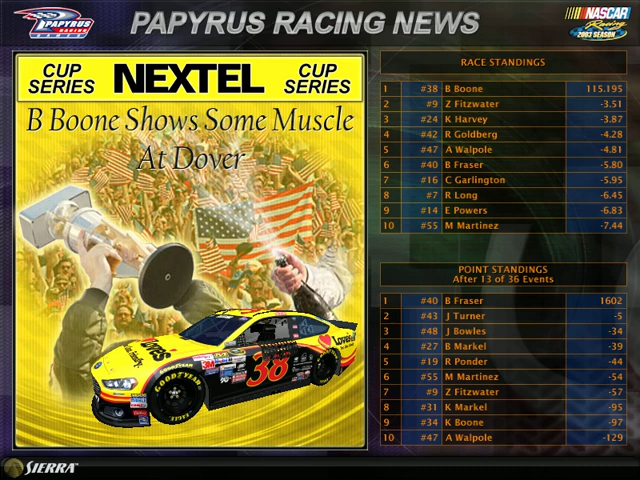 PAPYRUS RACING
PAPYRUS RACING NEWS
NASCAR
Racing
2003 SEASON
CUP SERIES
NEXTEL
CUP SERIES
B Boone Shows Some Muscle
At Dover
38
GOODYEAR
EAGLE
GOODYEAR
Love's
SIERRA
RACE STANDINGS
1 #38 B Boone 115.195
2 #9 Z Fitzwater -3.51
3 #24 K Harvey -3.87
4 #42 R Goldberg -4.28
5 #47 A Walpole -4.81
6 #40 B Fraser -5.80
7 #16 C Garlington -5.95
8 #7 R Long -6.45
9 #14 E Powers -6.83
10 #55 M Martinez -7.44
POINT STANDINGS
After 13 of 36 Events
1 #40 B Fraser 1602
2 #43 J Turner -5
3 #48 J Bowles -34
4 #27 B Markel -39
5 #19 R Ponder -44
6 #55 M Martinez -54
7 #9 Z Fitzwater -57
8 #31 K Markel -95
9 #34 K Boone -97
10 #47 A Walpole -129